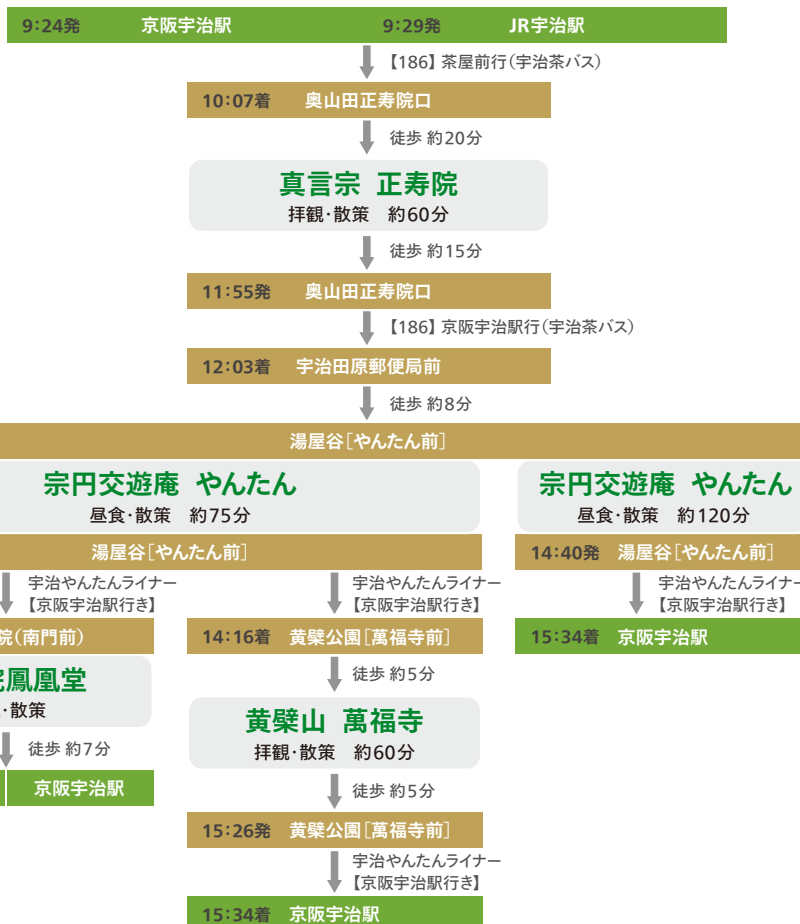 9:24発 京阪宇治駅 9:29発 JR宇治駅
【186】茶屋前行(宇治茶バス)
10:07着 奥山田正寿院口
徒歩 約20分
真言宗 正寿院
拝観・散策 約60分
徒歩 約15分
11:55発 奥山田正寿院口
【186】京阪宇治駅行(宇治茶バス)
12:03着 宇治田原郵便局前
徒歩 約8分
湯屋谷[やんたん前]
宗円交遊庵 やんたん
昼食・散策 約75分
湯屋谷[やんたん前]
宇治やんたんライナー
【京阪宇治駅行き】
院(南門前)
院鳳凰堂
・散策
徒歩 約7分
京阪宇治駅
宇治やんたんライナー
【京阪宇治駅行き】
14:16着 黄檗公園[萬福寺前]
徒歩 約5分
黄檗山 萬福寺
拝観・散策 約60分
徒歩 約5分
15:26発 黄檗公園[萬福寺前]
宇治やんたんライナー
【京阪宇治駅行き】
15:34着 京阪宇治駅
宗円交遊庵 やんたん
昼食・散策 約120分
14:40発 湯屋谷[やんたん前]
宇治やんたんライナー
【京阪宇治駅行き】
15:34着 京阪宇治駅